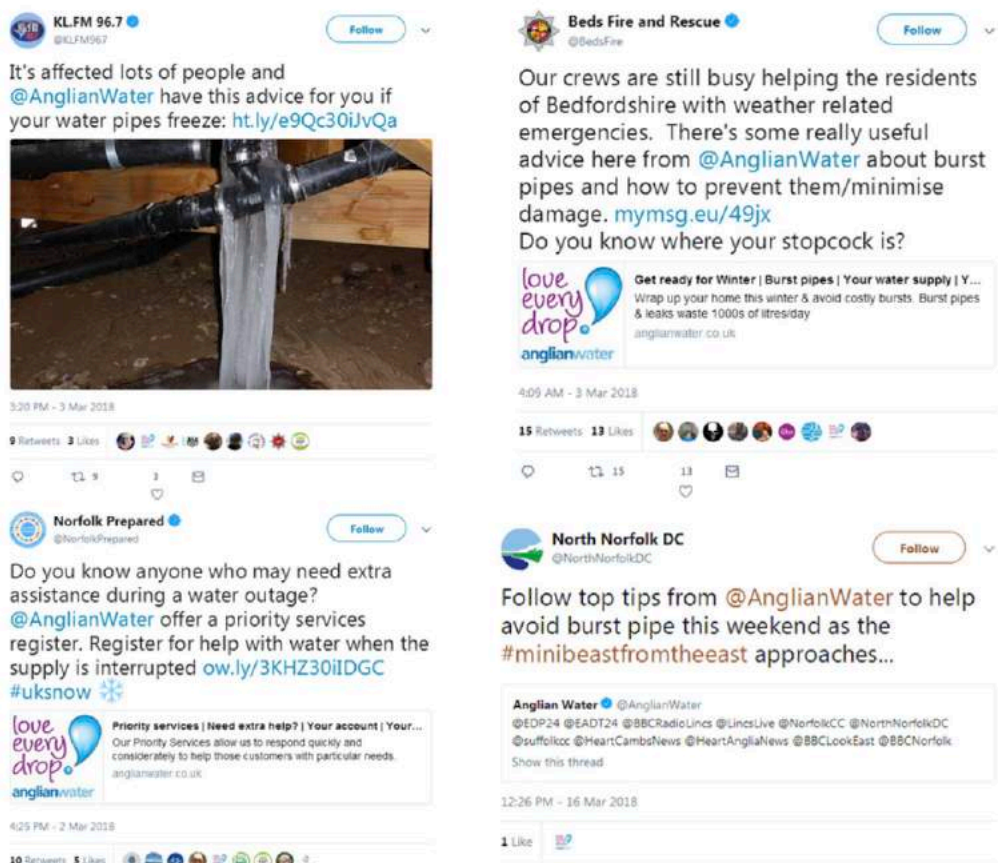 KL.FM 96.7
@KLFM967
Follow
It's affected lots of people and
@AnglianWater have this advice for you if
your water pipes freeze: ht.ly/e9Qc30iJvQa
3:20 PM - 3 Mar 2018
9 Retweets 3 Likes
9
3
Beds Fire and Rescue
@BedsFire
Follow
Our crews are still busy helping the residents
of Bedfordshire with weather related
emergencies. There's some really useful
advice here from @AnglianWater about burst
pipes and how to prevent them/minimise
damage. mymsg.eu/49jx
Do you know where your stopcock is?
love
every
drop.
anglianwater
Get ready for Winter | Burst pipes | Your water supply | Y...
Wrap up your home this winter & avoid costly bursts. Burst pipes
& leaks waste 1000s of litres/day
anglianwater.co.uk
4:09 AM - 3 Mar 2018
15 Retweets 13 Likes
15
13
Norfolk Prepared
@NorfolkPrepared
Follow
Do you know anyone who may need extra
assistance during a water outage?
@AnglianWater offer a priority services
register. Register for help with water when the
supply is interrupted ow.ly/3KHZ30iIDGC
#uksnow
love
every
drop.
anglianwater
Priority services | Need extra help? | Your account | Your...
Our Priority Services allow us to respond quickly and
considerately to help those customers with particular needs.
anglianwater.co.uk
4:25 PM - 2 Mar 2018
10 Retweets 5 Likes
North Norfolk DC
@NorthNorfolkDC
Follow
Follow top tips from @AnglianWater to help
avoid burst pipe this weekend as the
#minibeastfromtheeast approaches...
Anglian Water @AnglianWater
@EDP24 @EADT24 @BBCRadioLincs @LincsLive @NorfolkCC @NorthNorfolkDC
@suffolkcc @HeartCambsNews @HeartAngliaNews @BBCLookEast @BBCNorfolk
Show this thread
12:26 PM - 16 Mar 2018
1 Like